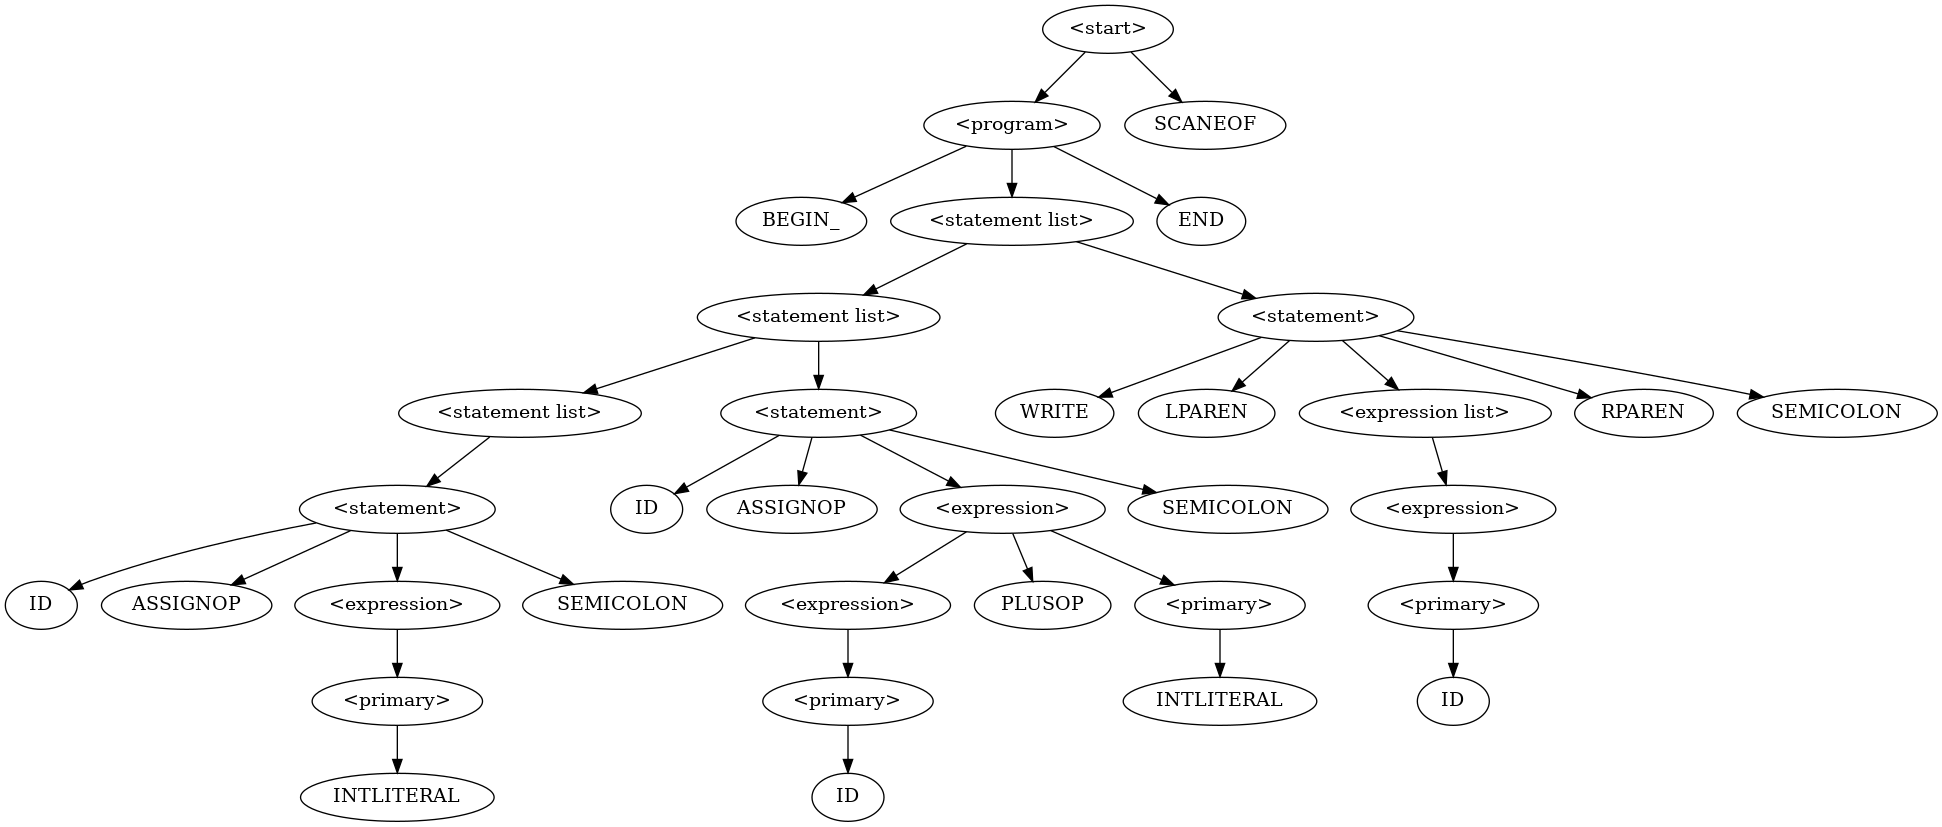 <start>
<program>
SCANEOF
BEGIN_
<statement list>
END
<statement list>
<statement>
<statement list>
<statement>
WRITE
LPAREN
<expression list>
RPAREN
SEMICOLON
<statement>
ID
ASSIGNOP
<expression>
SEMICOLON
<expression>
ID
ASSIGNOP
<expression>
SEMICOLON
<expression>
PLUSOP
<primary>
<primary>
<primary>
<primary>
INTLITERAL
ID
INTLITERAL
ID